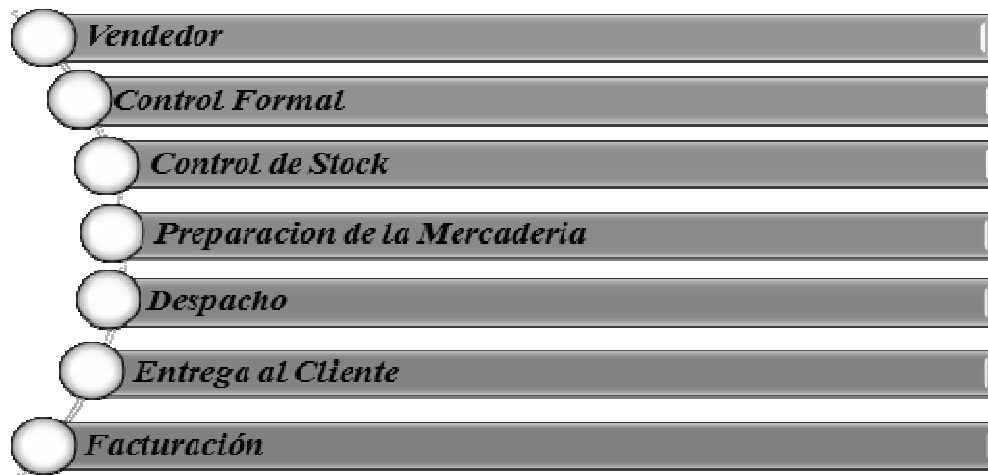 Vendedor
Control Formal
Control de Stock
Preparacion de la Mercaderia
Despacho
Entrega al Cliente
Facturación